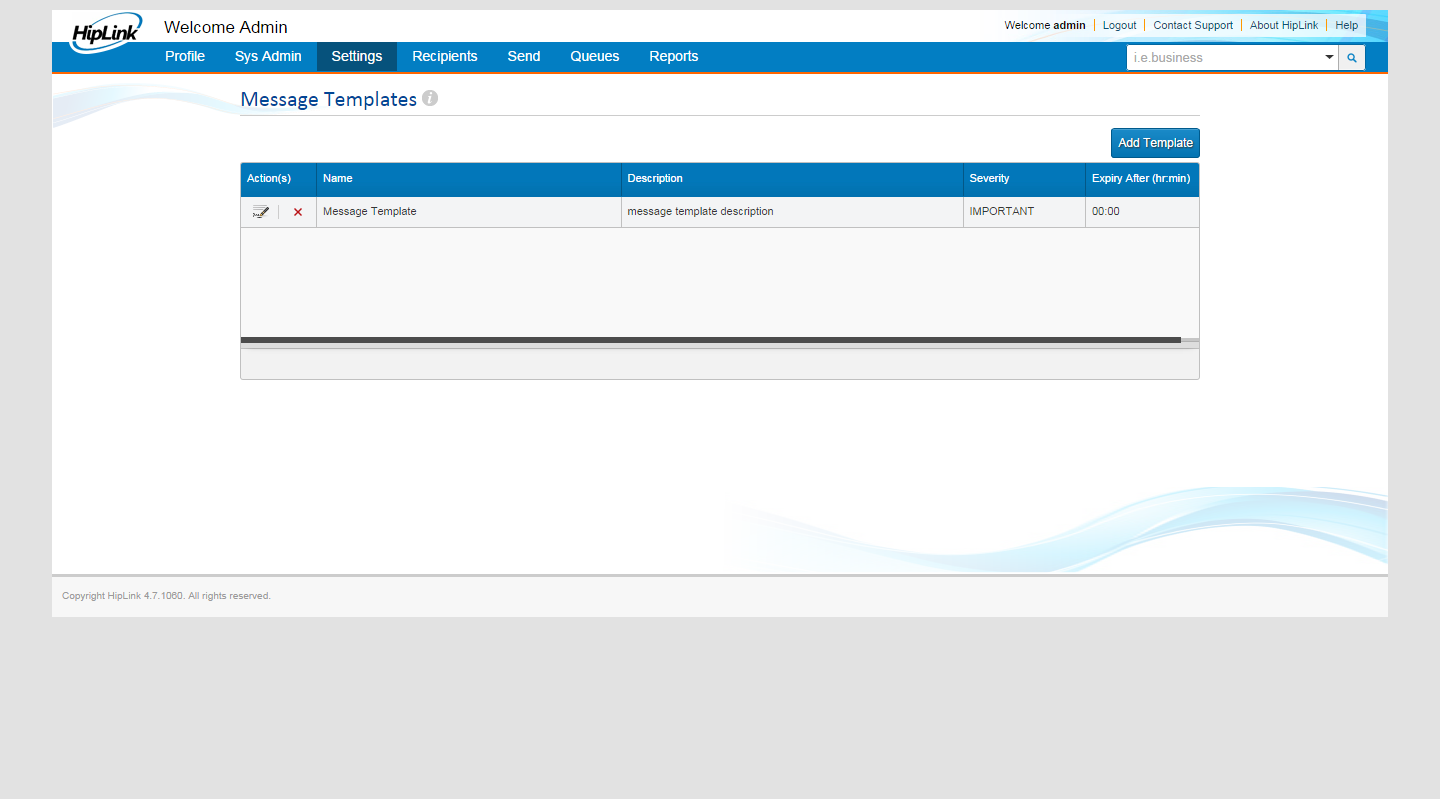 HipLink
Welcome Admin
Welcome admin Logout Contact Support About HipLink Help
Profile Sys Admin Settings Recipients Send Queues Reports
i.e.business
Message Templates i
Add Template
Action(s) Name Description Severity Expiry After (hr:min)
Message Template message template description IMPORTANT 00:00
Copyright HipLink 4.7.1060. All rights reserved.